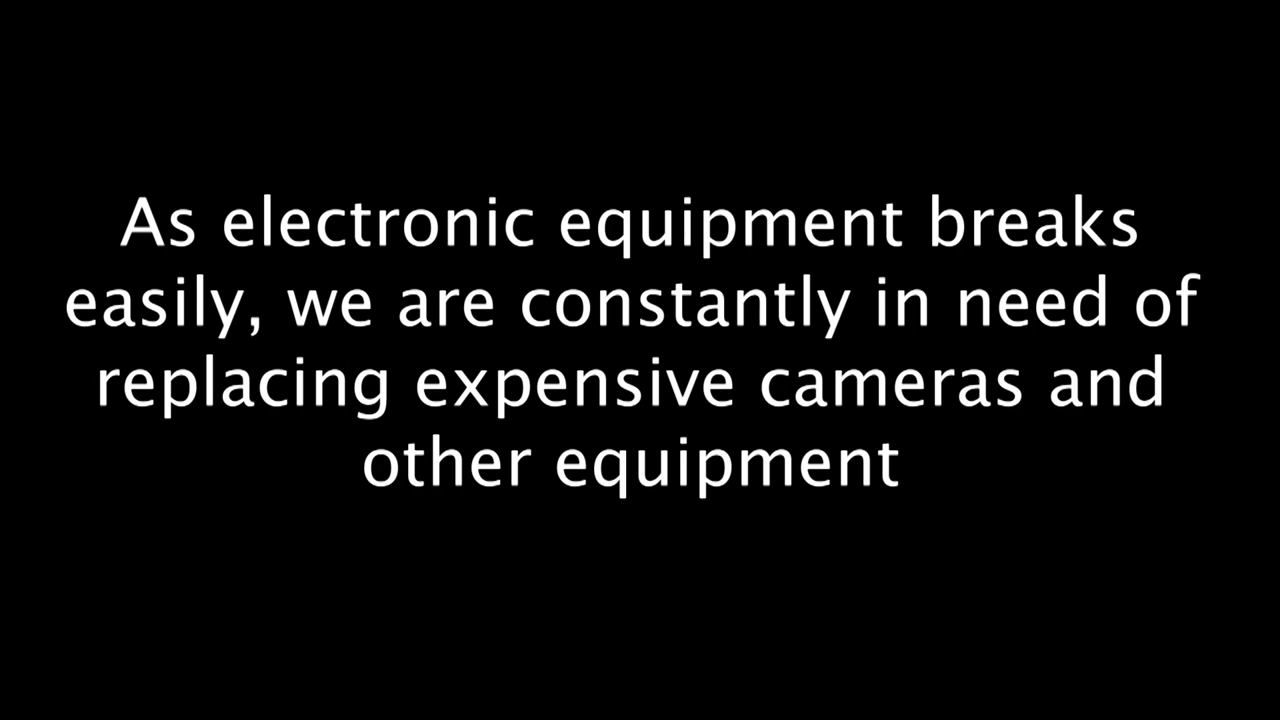 As electronic equipment breaks
easily, we are constantly in need of
replacing expensive cameras and
other equipment